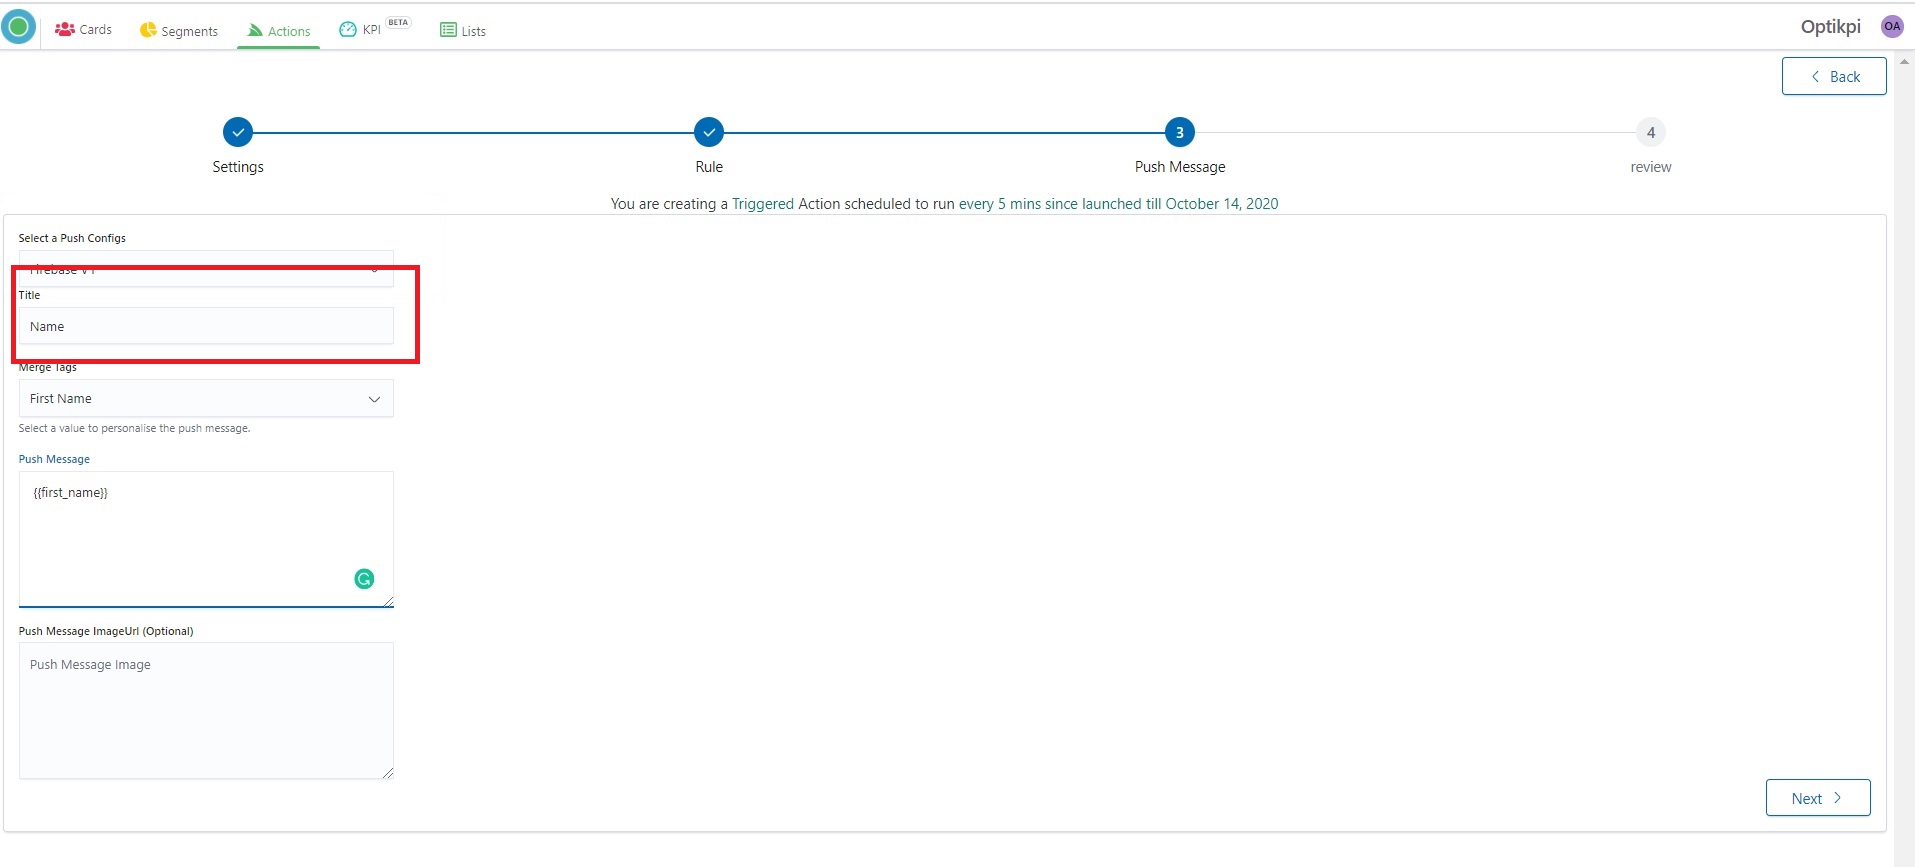 Cards Segments Actions KPI BETA Lists Optikpi OA
Back
3 4
Settings Rule Push Message review
You are creating a Triggered Action scheduled to run every 5 mins since launched till October 14, 2020
Select a Push Configs
Firebase V1
Title
Name
Merge Tags
First Name
Select a value to personalise the push message.
Push Message
{{first_name}}
Push Message ImageUrl (Optional)
Push Message Image
Next